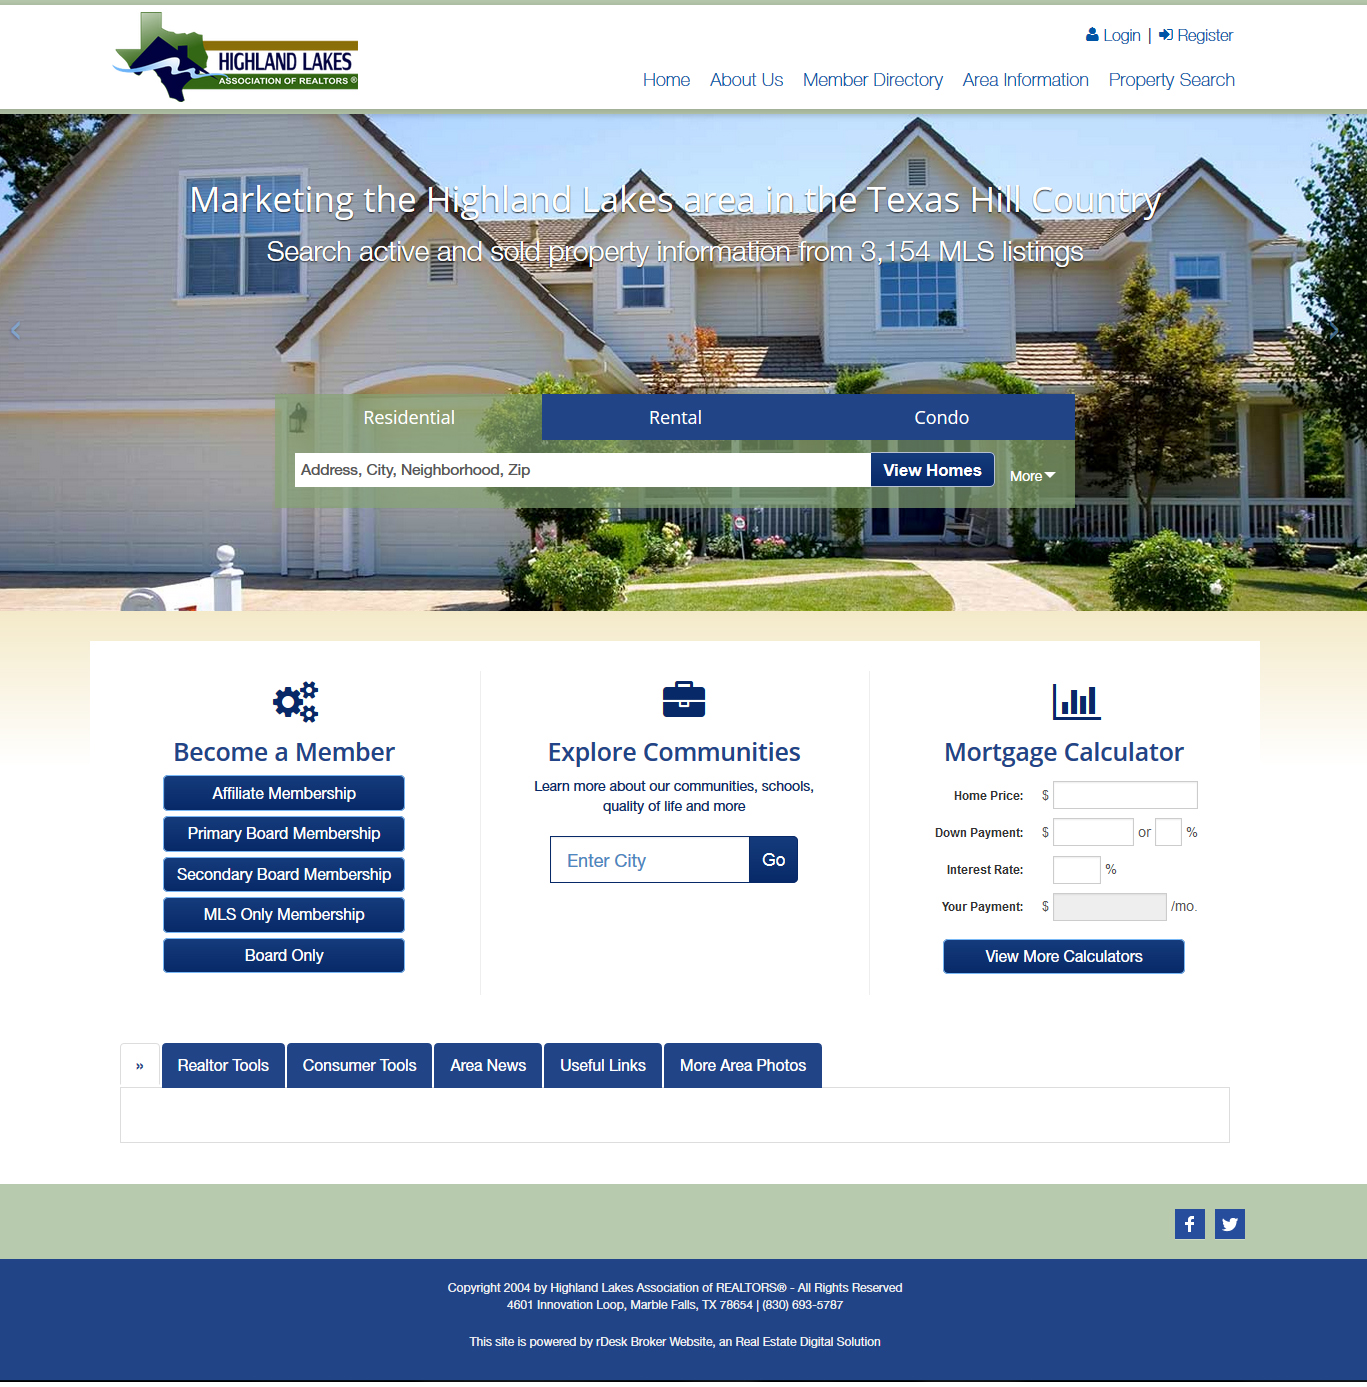 HIGHLAND LAKES
ASSOCIATION OF REALTORS ®
Login | Register
Home About Us Member Directory Area Information Property Search
Marketing the Highland Lakes area in the Texas Hill Country
Search active and sold property information from 3,154 MLS listings
Residential Rental Condo
Address, City, Neighborhood, Zip View Homes More
Become a Member
Affiliate Membership
Primary Board Membership
Secondary Board Membership
MLS Only Membership
Board Only
Explore Communities
Learn more about our communities, schools,
quality of life and more
Enter City Go
Mortgage Calculator
Home Price: $
Down Payment: $ or %
Interest Rate: %
Your Payment: $ /mo.
View More Calculators
» Realtor Tools Consumer Tools Area News Useful Links More Area Photos
Copyright 2004 by Highland Lakes Association of REALTORS® - All Rights Reserved
4601 Innovation Loop, Marble Falls, TX 78654 | (830) 693-5787
This site is powered by rDesk Broker Website, an Real Estate Digital Solution